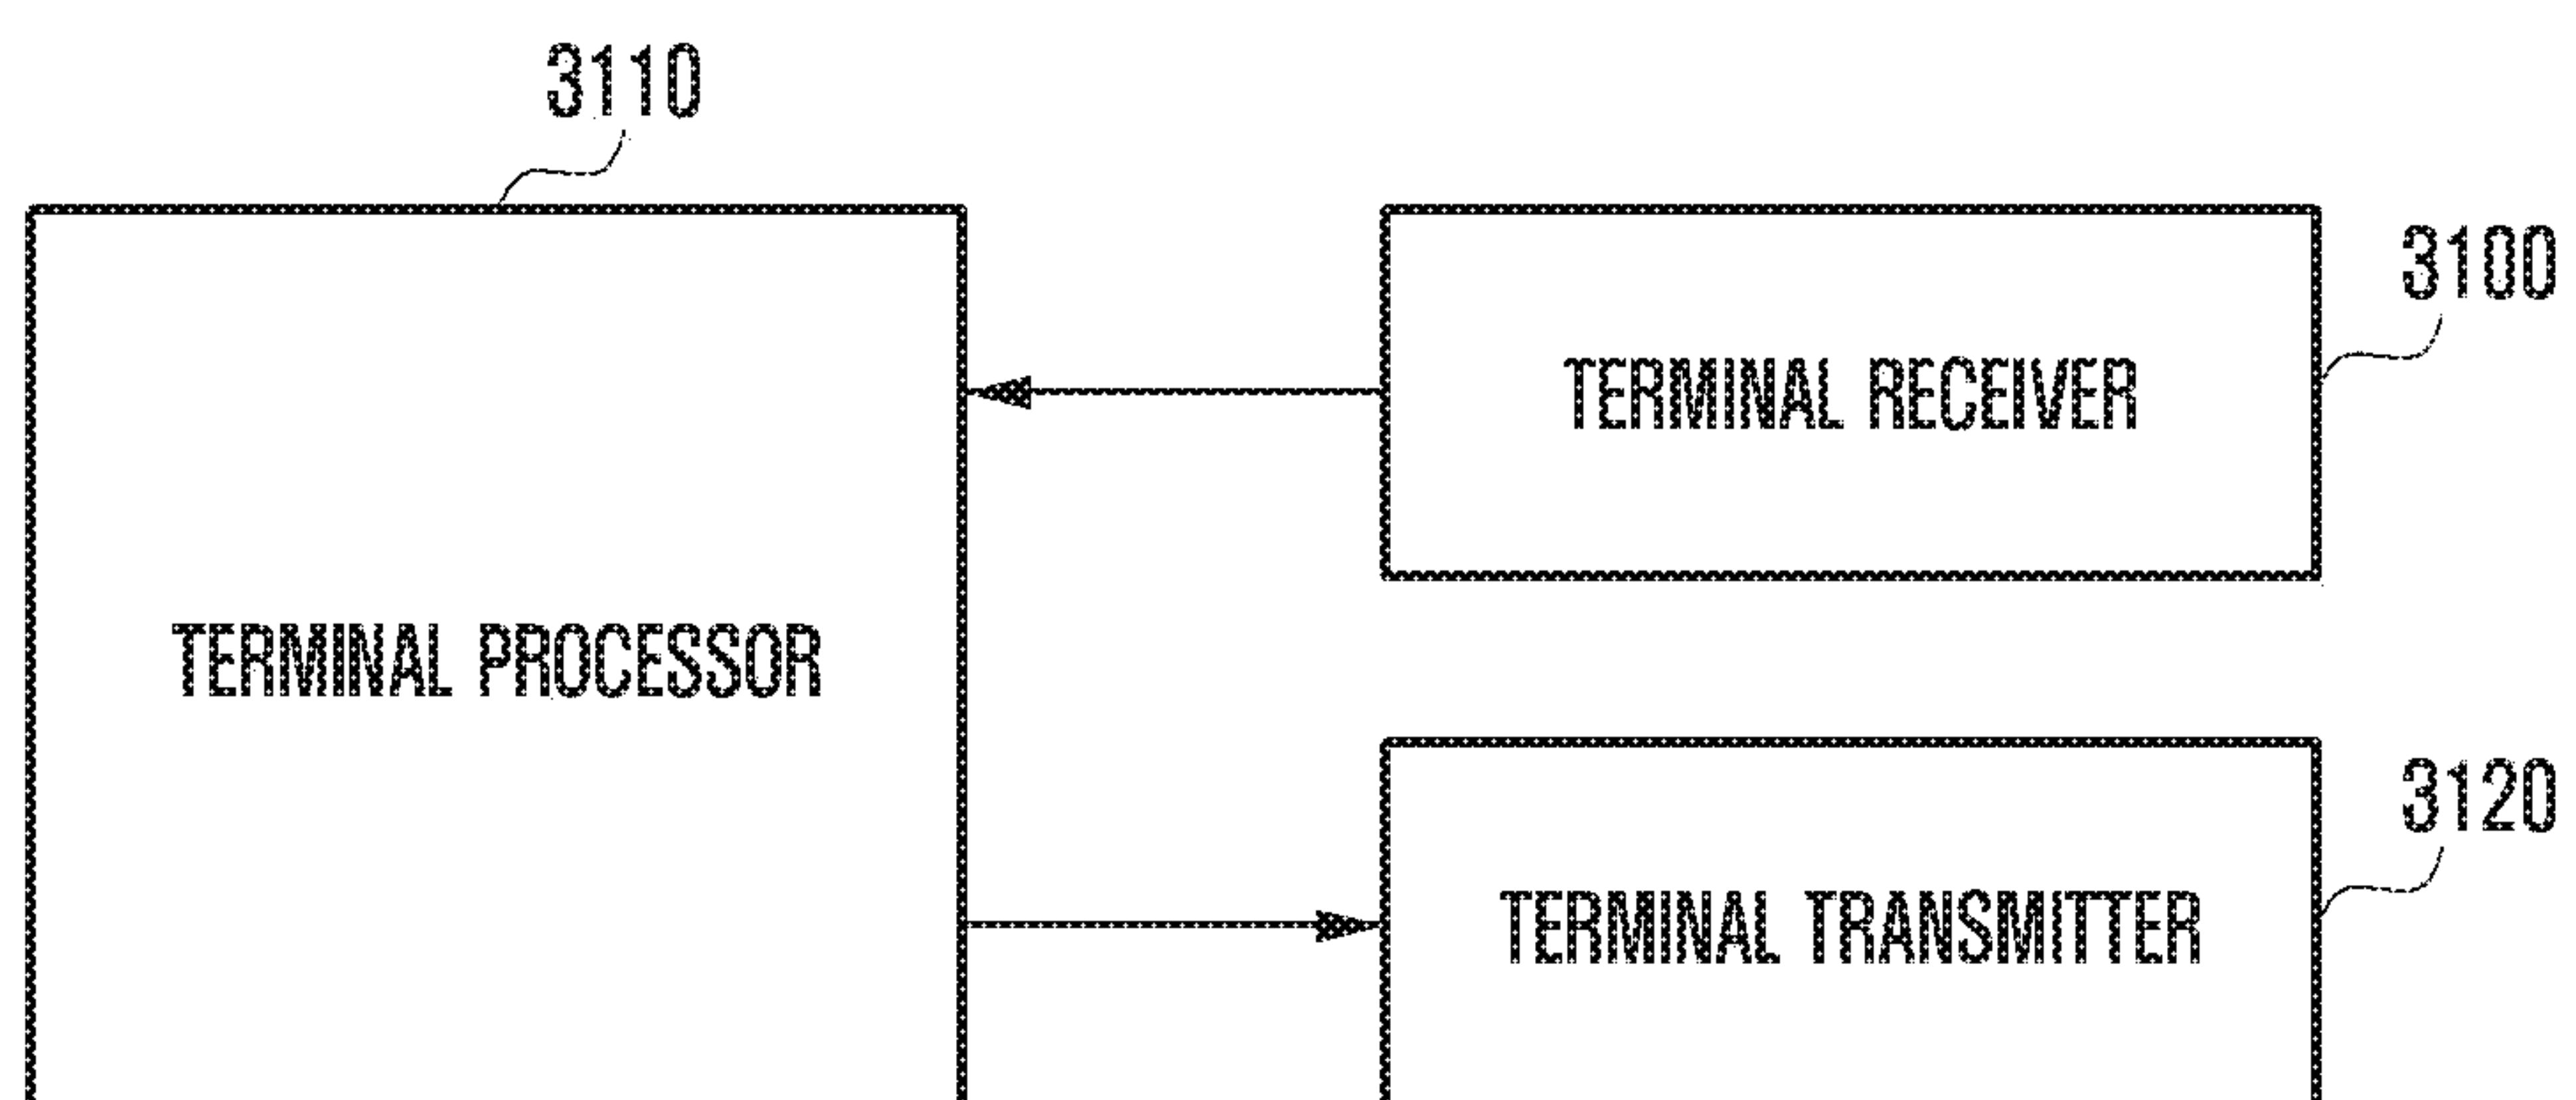 3110
3100
TERMINAL RECEIVER
TERMINAL PROCESSOR
3120
TERMINAL TRANSMITTER